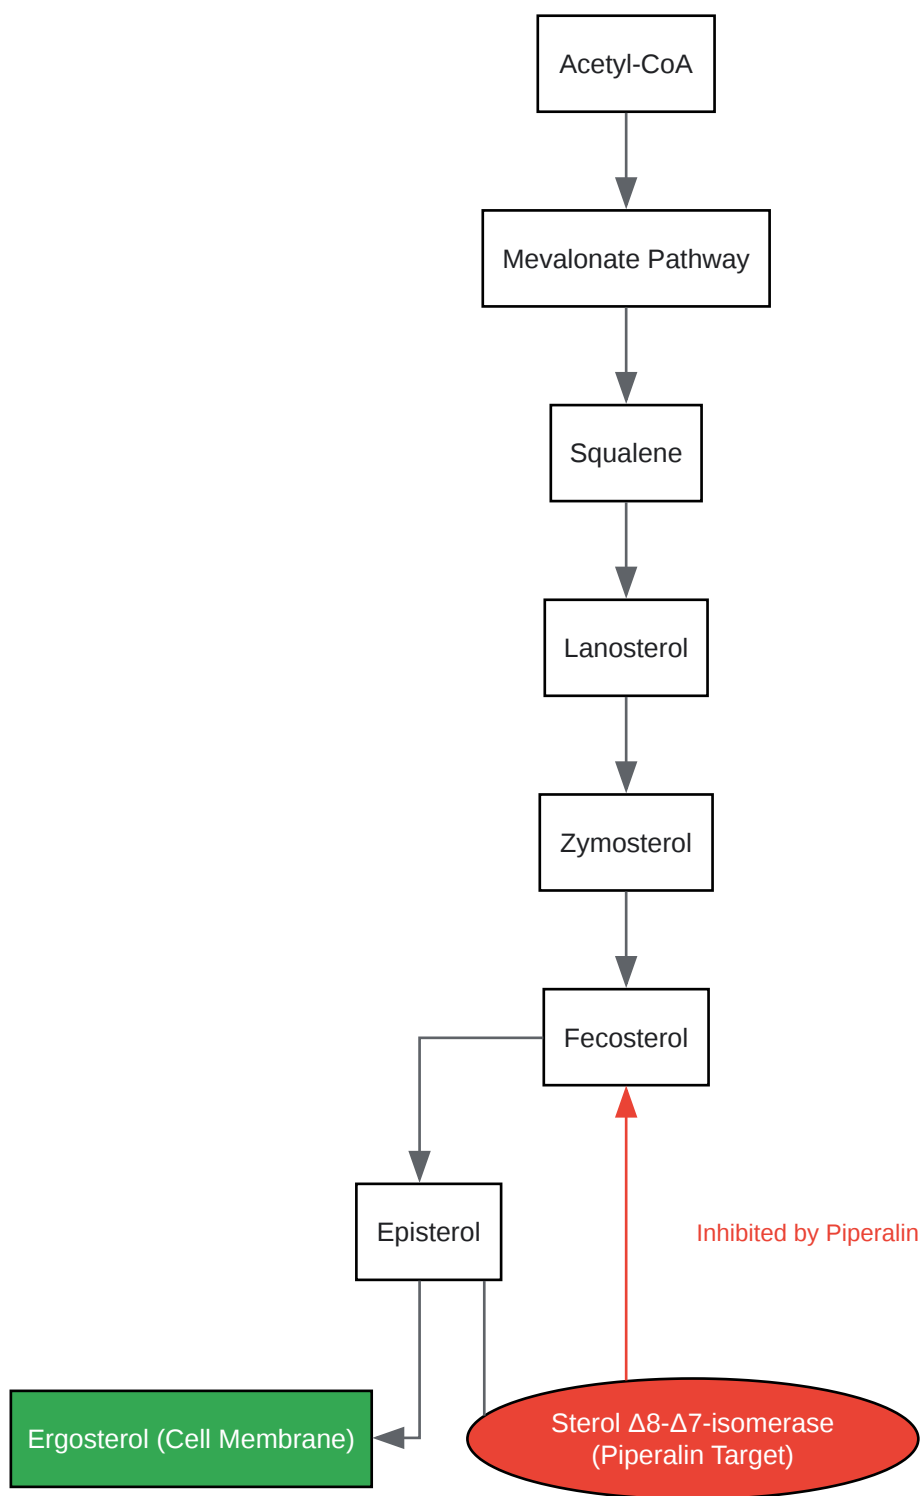 Acetyl-CoA
Mevalonate Pathway
Squalene
Lanosterol
Zymosterol
Fecosterol
Episterol
Inhibited by Piperalin
Ergosterol (Cell Membrane)
Sterol Δ8-Δ7-isomerase
(Piperalin Target)